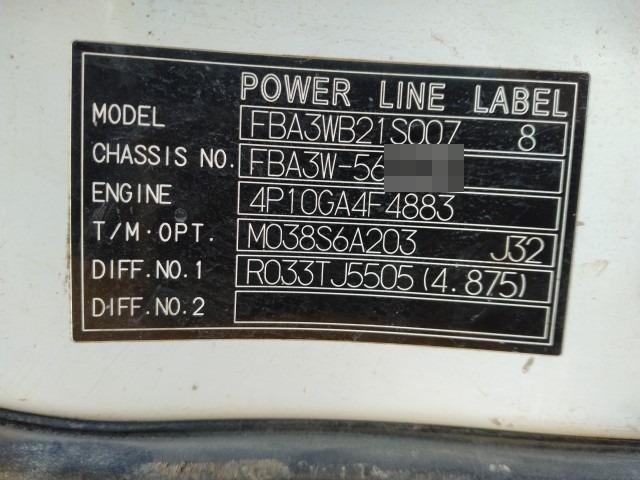 POWER LINE LABEL
MODEL FBA3WB21S007 8
CHASSIS NO. FBA3W-56
ENGINE 4P10GA4F4883
T/M·OPT. M038S6A203 J32
DIFF.NO.1 R033TJ5505(4.875)
DIFF.NO.2